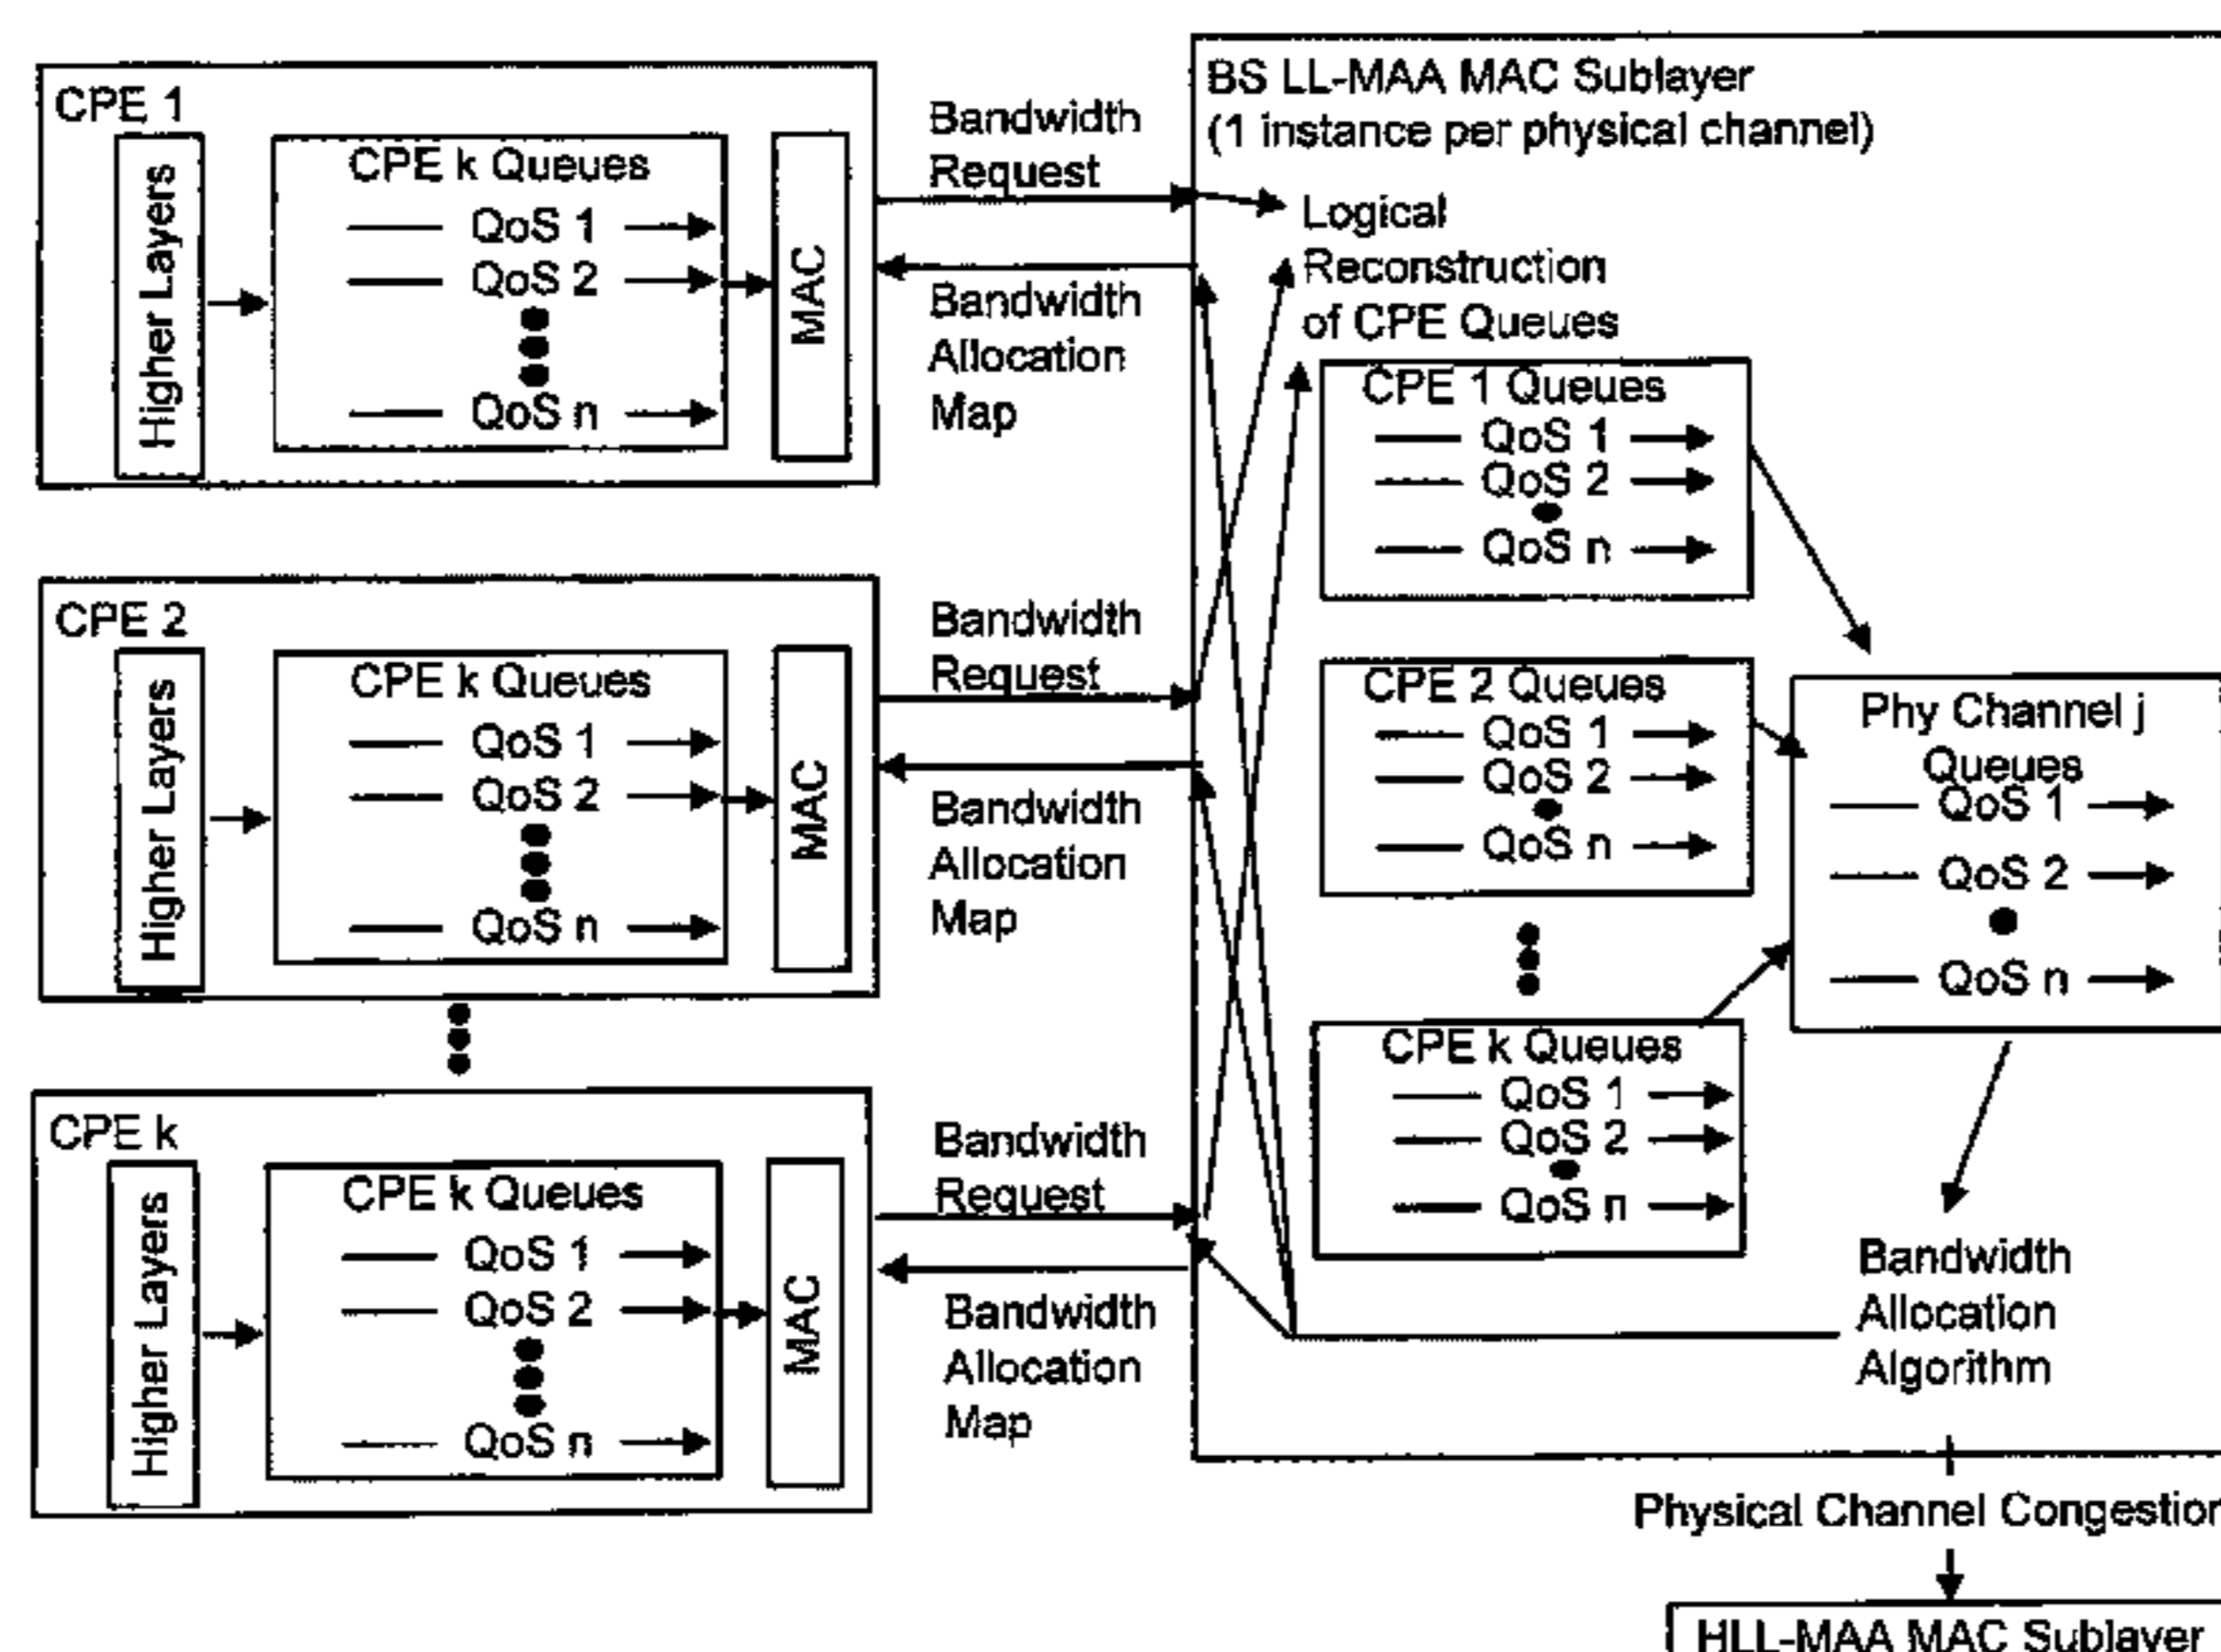 CPE 1
Higher Layers
CPE k Queues
QoS 1
QoS 2
QoS n
MAC
Bandwidth
Request
Bandwidth
Allocation
Map
CPE 2
Higher Layers
CPE k Queues
QoS 1
QoS 2
QoS n
MAC
Bandwidth
Request
Bandwidth
Allocation
Map
CPE k
Higher Layers
CPE k Queues
QoS 1
QoS 2
QoS n
MAC
Bandwidth
Request
Bandwidth
Allocation
Map
BS LL-MAA MAC Sublayer
(1 instance per physical channel)
Logical
Reconstruction
of CPE Queues
CPE 1 Queues
QoS 1
QoS 2
QoS n
CPE 2 Queues
QoS 1
QoS 2
QoS n
CPE k Queues
QoS 1
QoS 2
QoS n
Phy Channel j
Queues
QoS 1
QoS 2
QoS n
Bandwidth
Allocation
Algorithm
Physical Channel Congestion
HLL-MAA MAC Sublayer